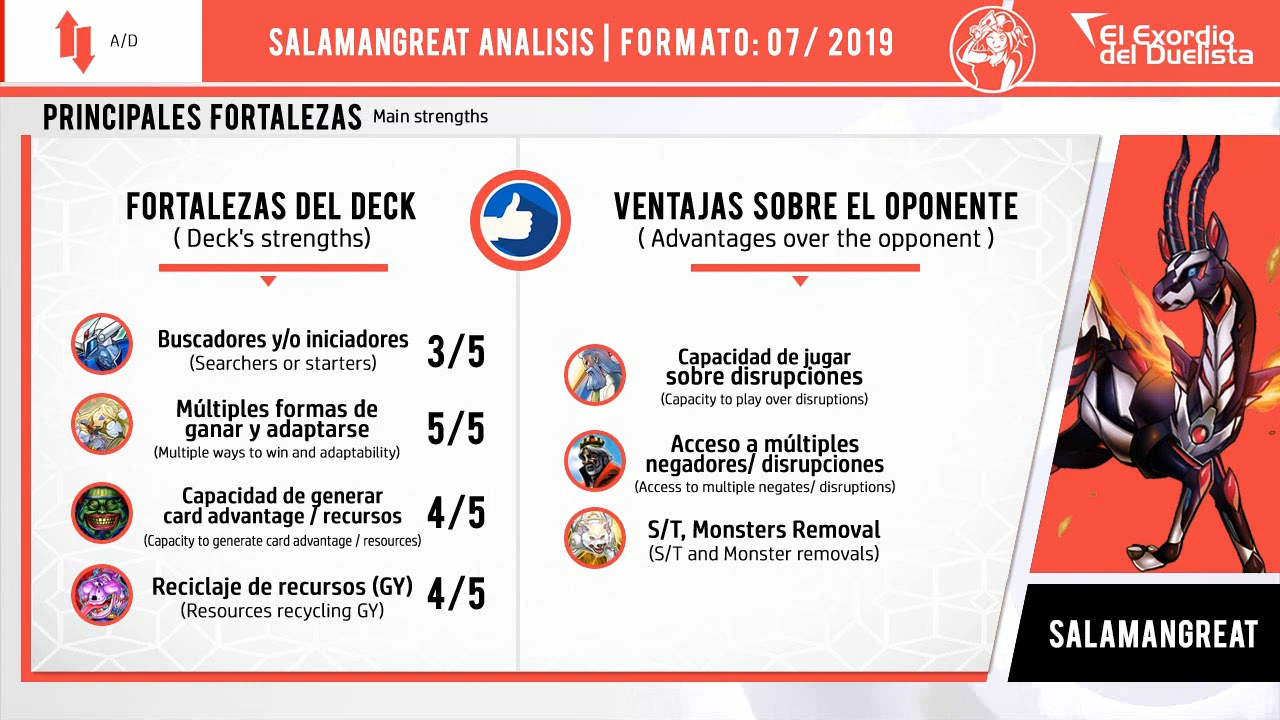 A/D
SALAMANGREAT ANALISIS | FORMATO: 07/ 2019
El Exordio
del Duelista
PRINCIPALES FORTALEZAS Main strengths
FORTALEZAS DEL DECK
( Deck's strengths)
Buscadores y/o iniciadores
(Searchers or starters)
3/5
Múltiples formas de
ganar y adaptarse
(Multiple ways to win and adaptability)
5/5
Capacidad de generar
card advantage / recursos
(Capacity to generate card advantage / resources)
4/5
Reciclaje de recursos (GY)
(Resources recycling GY)
4/5
VENTAJAS SOBRE EL OPONENTE
( Advantages over the opponent )
Capacidad de jugar
sobre disrupciones
(Capacity to play over disruptions)
Acceso a múltiples
negadores/ disrupciones
(Access to multiple negates/ disruptions)
S/T, Monsters Removal
(S/T and Monster removals)
SALAMANGREAT